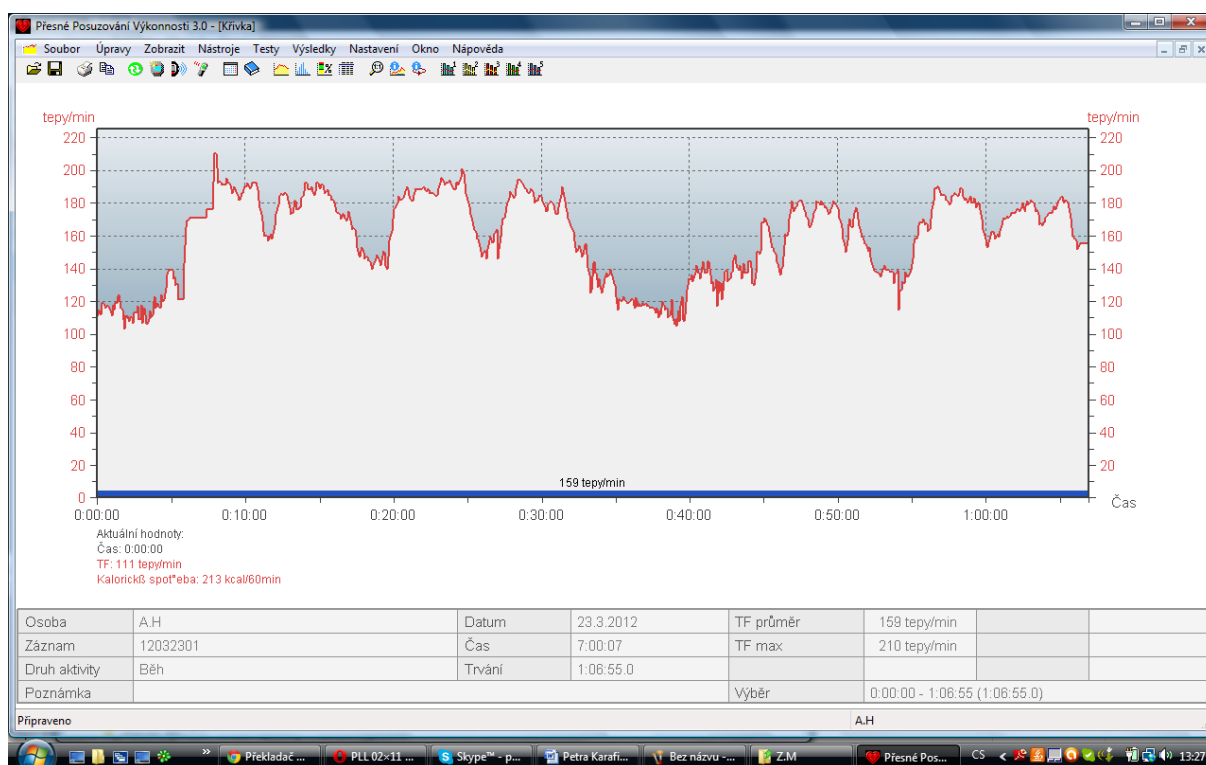 Přesné Posuzování Výkonnosti 3.0 - [Křivka]
Soubor Úpravy Zobrazit Nástroje Testy Výsledky Nastavení Okno Nápověda
tepy/min tepy/min
220 220
200 200
180 180
160 160
140 140
120 120
100 100
80 80
60 60
40 40
20 20
159 tepy/min
0
Čas
0:00:00 0:10:00 0:20:00 0:30:00 0:40:00 0:50:00 1:00:00
Aktuální hodnoty:
Čas: 0:00:00
TF: 111 tepy/min
Kalorickß spot°eba: 213 kcal/60min
Osoba A.H Datum 23.3.2012 TF průměr 159 tepy/min
Záznam 12032301 Čas 7:00:07 TF max 210 tepy/min
Druh aktivity Běh Trvání 1:06:55.0
Poznámka Výběr 0:00:00 - 1:06:55 (1:06:55.0)
Připraveno A.H
Překladač ... PLL 02×11 ... Skype™ - p... Petra Karafi... Bez názvu -... Z.M Přesné Pos... CS 13:27